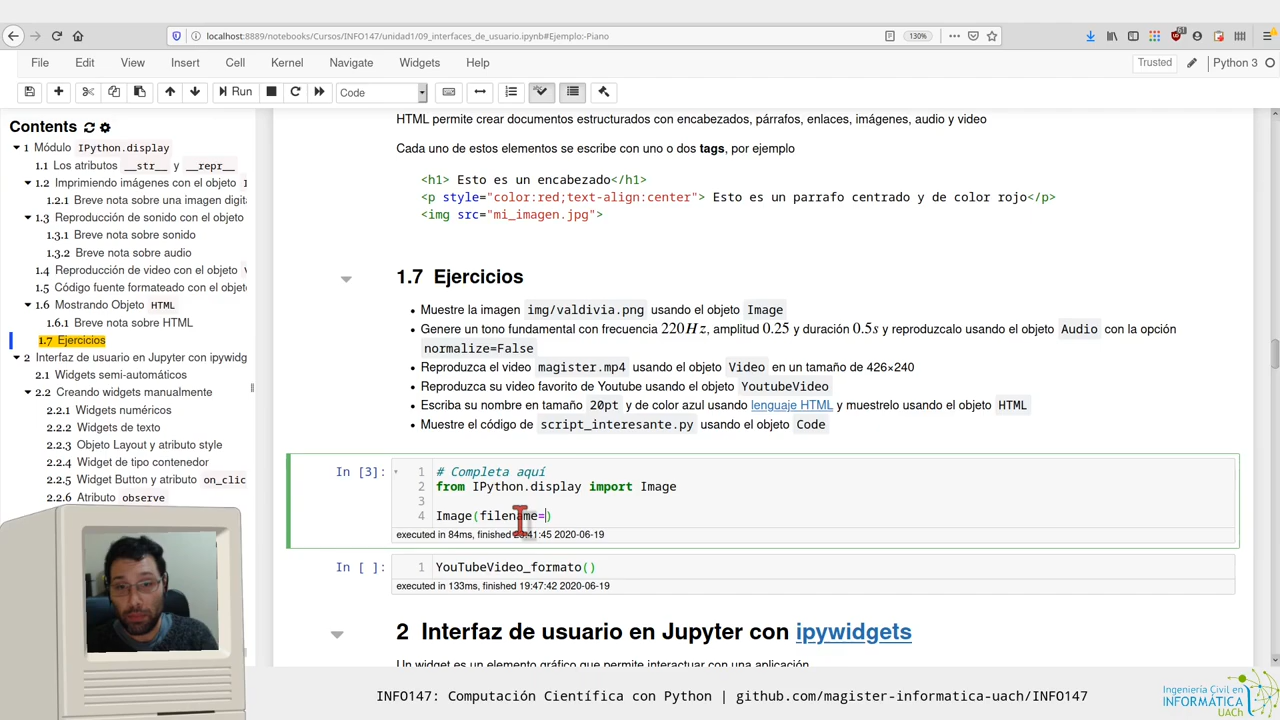 localhost:8889/notebooks/Cursos/INFO147/unidad1/09_interfaces_de_usuario.ipynb#Ejemplo:-Piano
130%
File Edit View Insert Cell Kernel Navigate Widgets Help
Trusted
Python 3
Run
Code
Contents
1 Módulo IPython.display
1.1 Los atributos __str__ y __repr__
1.2 Imprimiendo imágenes con el objeto I
1.2.1 Breve nota sobre una imagen digit
1.3 Reproducción de sonido con el objeto
1.3.1 Breve nota sobre sonido
1.3.2 Breve nota sobre audio
1.4 Reproducción de video con el objeto
1.5 Código fuente formateado con el objet
1.6 Mostrando Objeto HTML
1.6.1 Breve nota sobre HTML
1.7 Ejercicios
2 Interfaz de usuario en Jupyter con ipywidg
2.1 Widgets semi-automáticos
2.2 Creando widgets manualmente
2.2.1 Widgets numéricos
2.2.2 Widgets de texto
2.2.3 Objeto Layout y atributo style
2.2.4 Widget de tipo contenedor
2.2.5 Widget Button y atributo on_clic
2.2.6 Atributo observe
HTML permite crear documentos estructurados con encabezados, párrafos, enlaces, imágenes, audio y video
Cada uno de estos elementos se escribe con uno o dos tags, por ejemplo
<h1> Esto es un encabezado</h1>
<p style="color:red;text-align:center"> Esto es un parrafo centrado y de color rojo</p>
<img src="mi_imagen.jpg">
1.7 Ejercicios
• Muestre la imagen img/valdivia.png usando el objeto Image
• Genere un tono fundamental con frecuencia 220Hz, amplitud 0.25 y duración 0.5s y reproduzcalo usando el objeto Audio con la opción
normalize=False
• Reproduzca el video magister.mp4 usando el objeto Video en un tamaño de 426×240
• Reproduzca su video favorito de Youtube usando el objeto YoutubeVideo
• Escriba su nombre en tamaño 20pt y de color azul usando lenguaje HTML y muestrelo usando el objeto HTML
• Muestre el código de script_interesante.py usando el objeto Code
In [3]:
1 # Completa aquí
2 from IPython.display import Image
3
4 Image(filename=)
executed in 84ms, finished :41:45 2020-06-19
In [ ]:
1 YouTubeVideo_formato()
executed in 133ms, finished 19:47:42 2020-06-19
2 Interfaz de usuario en Jupyter con ipywidgets
Un widget es un elemento gráfico que permite interactuar con una aplicación
INFO147: Computación Científica con Python | github.com/magister-informatica-uach/INFO147
Ingeniería Civil en
INFORMÁTICA
UACh